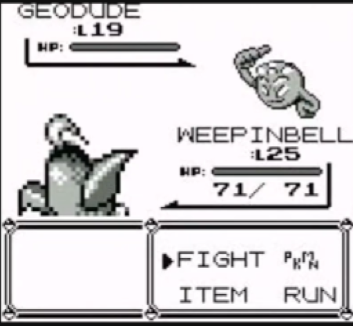 GEODUDE
:L19
HP:
WEEPINBELL
:L25
HP:
71/ 71
▶FIGHT PKMN
ITEM RUN